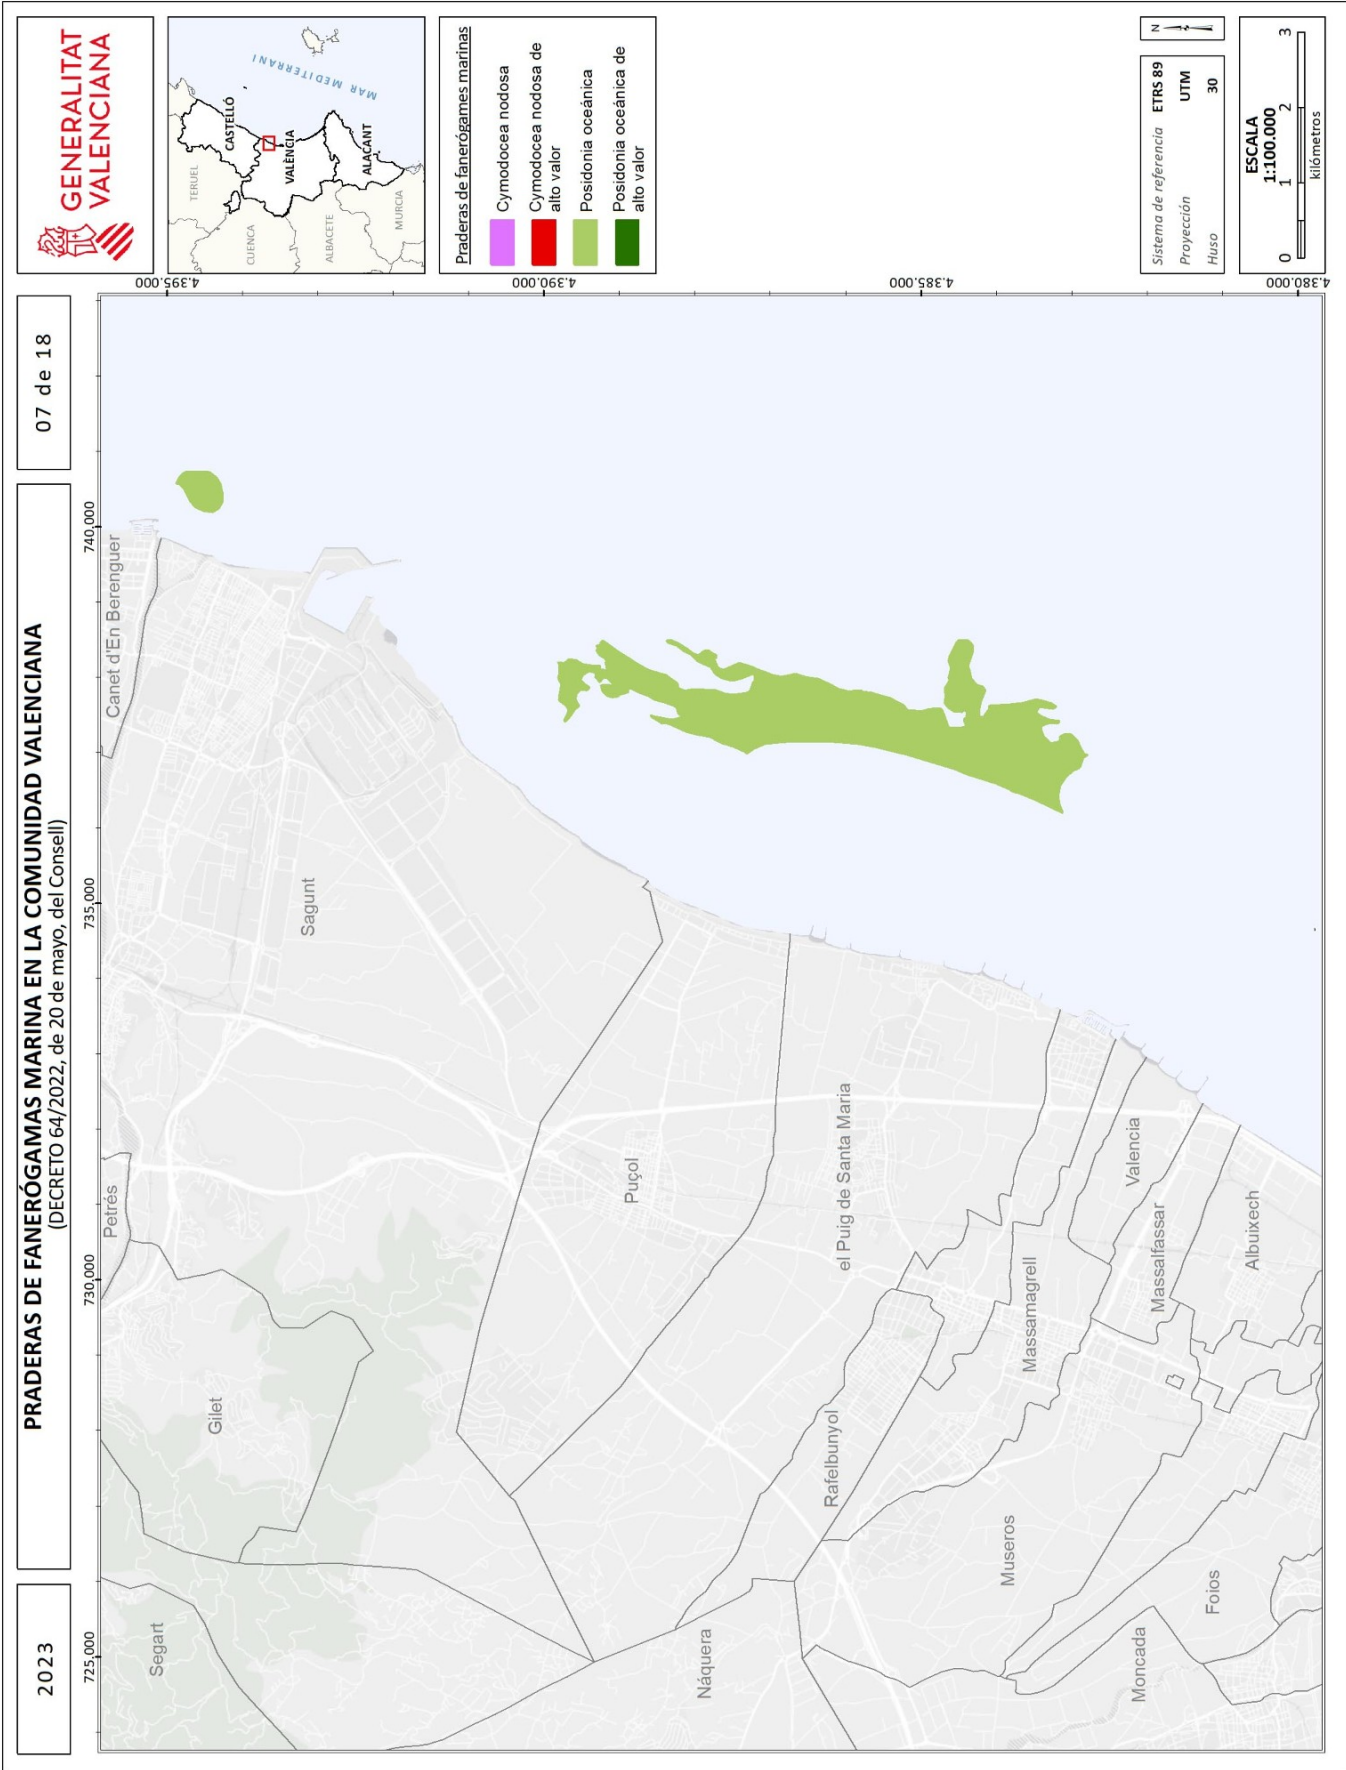 2023
PRADERAS DE FANERÓGAMAS MARINA EN LA COMUNIDAD VALENCIANA
(DECRETO 64/2022, de 20 de mayo, del Consell)
07 de 18
GENERALITAT
VALENCIANA
TERUEL
CASTELLÓ
CUENCA
VALÈNCIA
ALBACETE
ALACANT
MURCIA
MAR MEDITERRANI
Praderas de fanerógames marinas
Cymodocea nodosa
Cymodocea nodosa de
alto valor
Posidonia oceánica
Posidonia oceánica de
alto valor
Sistema de referencia ETRS 89
Proyección UTM
Huso 30
N
ESCALA
1:100.000
0 1 2 3
kilómetros
725.000
730.000
735.000
740.000
4.395.000
4.390.000
4.385.000
4.380.000
Segart
Petrés
Canet d'En Berenguer
Gilet
Sagunt
Náquera
Puçol
Rafelbunyol
el Puig de Santa Maria
Museros
Massamagrell
Moncada
Valencia
Massalfassar
Foios
Albuixech